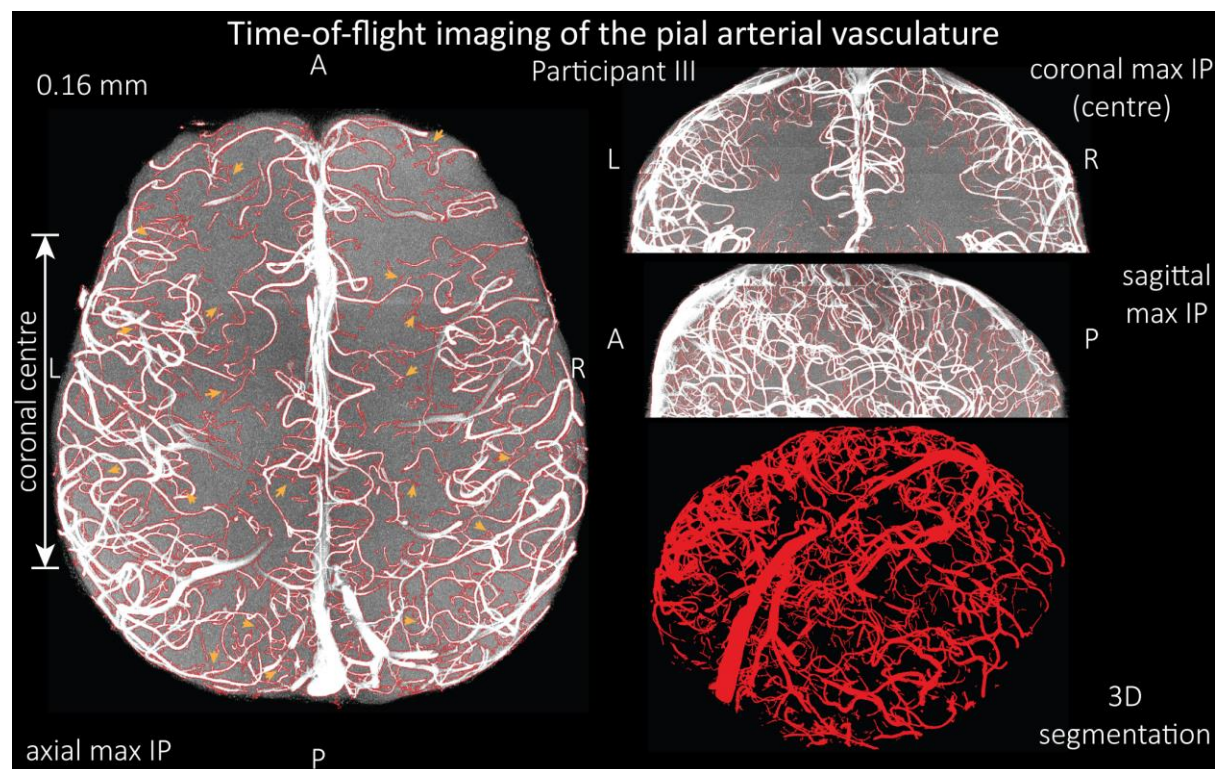 Time-of-flight imaging of the pial arterial vasculature
A
Participant III
0.16 mm
coronal max IP
(centre)
L
R
coronal centre
L
R
sagittal
max IP
A
P
3D
segmentation
axial max IP
P